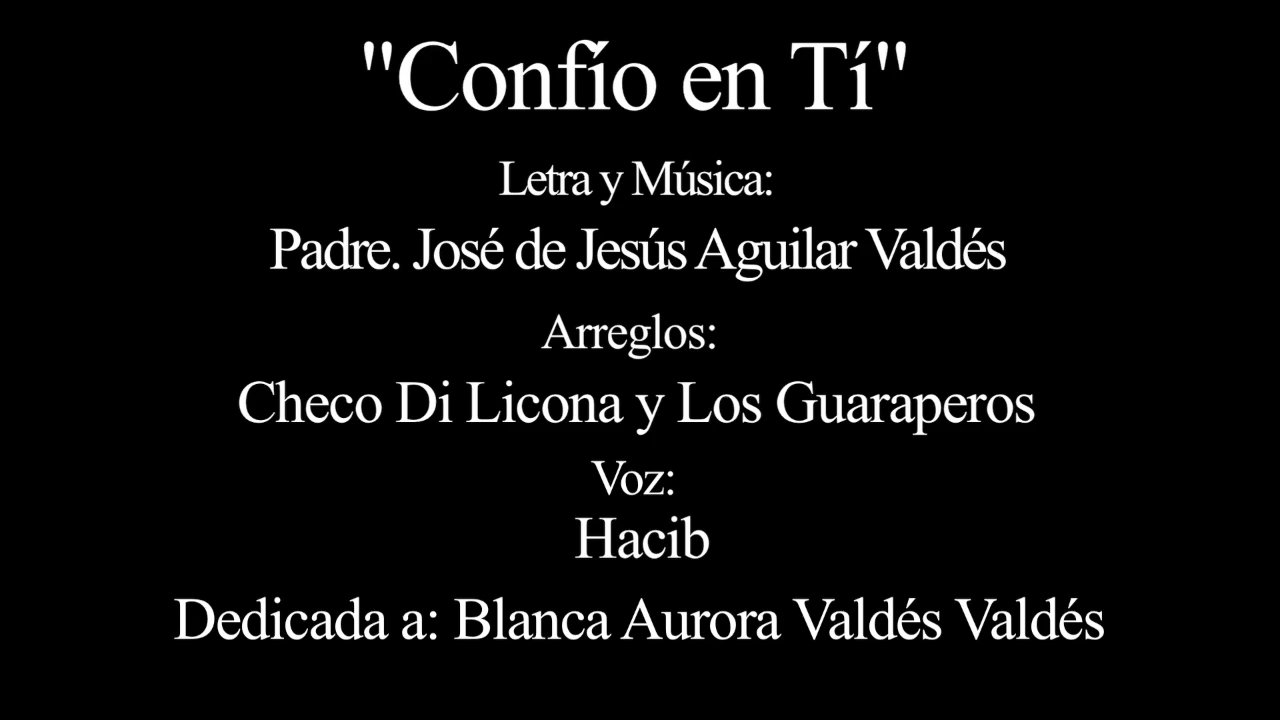 "Confío en Tí"
Letra y Música:
Padre. José de Jesús Aguilar Valdés
Arreglos:
Checo Di Licona y Los Guaraperos
Voz:
Hacib
Dedicada a: Blanca Aurora Valdés Valdés